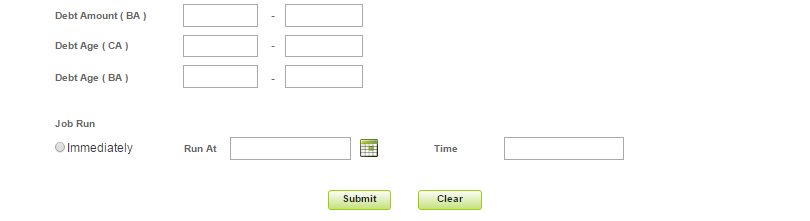 Debt Amount ( BA ) -
Debt Age ( CA ) -
Debt Age ( BA ) -
Job Run
Immediately Run At Time
Submit Clear